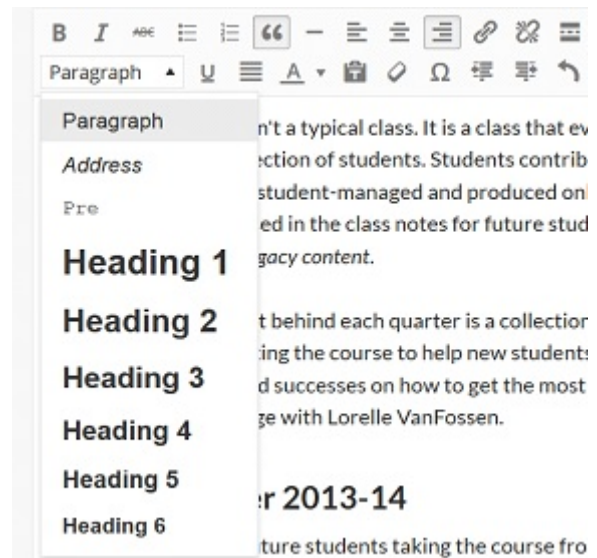 B I ABC “ U A Ω
Paragraph
Paragraph
Address
Pre
Heading 1
Heading 2
Heading 3
Heading 4
Heading 5
Heading 6
n't a typical class. It is a class that ev
ection of students. Students contrib
student-managed and produced onl
ed in the class notes for future stud
gacy content.
t behind each quarter is a collection
ing the course to help new students
d successes on how to get the most
ge with Lorelle VanFossen.
er 2013-14
ture students taking the course fro